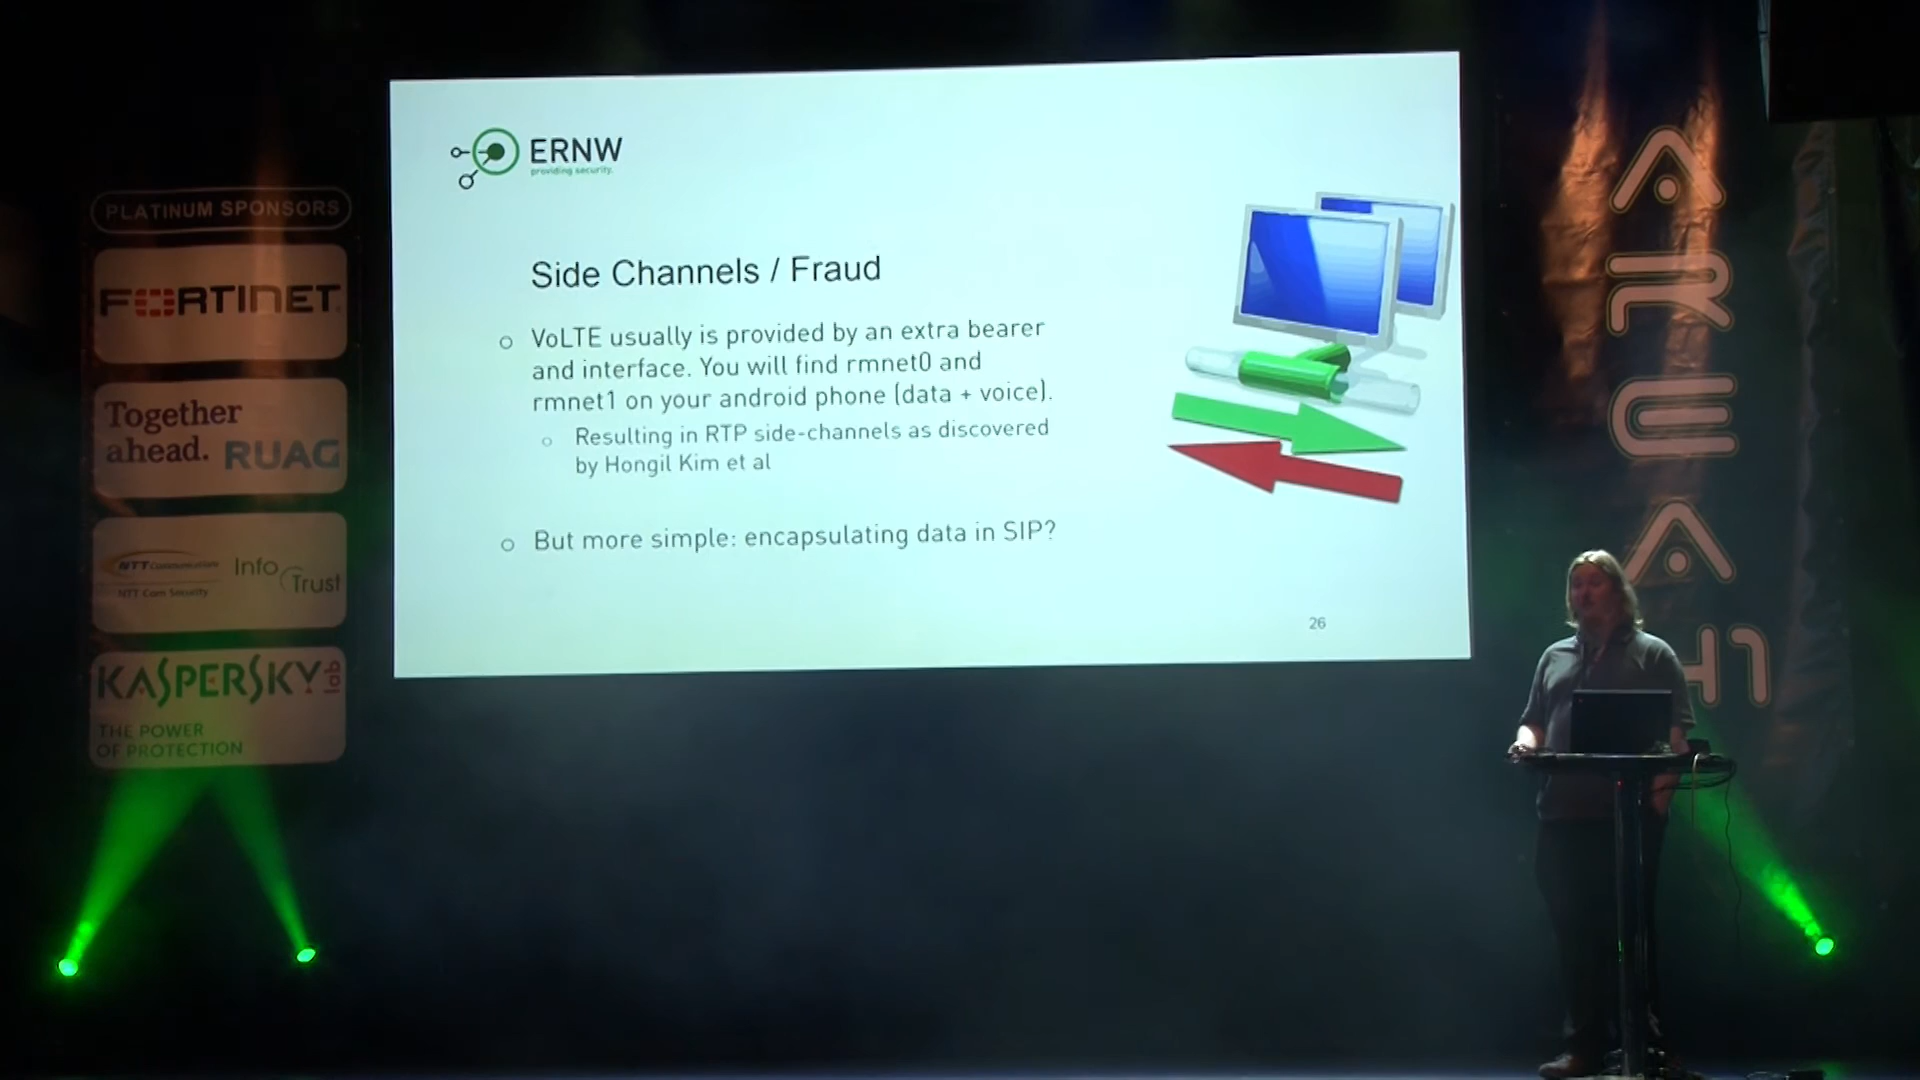 PLATINUM SPONSORS
FORTINET
Together
ahead. RUAG
NTT Communications
NTT Com Security
Info
Trust
KASPERSKY lab
THE POWER
OF PROTECTION
ERNW
providing security.
Side Channels / Fraud
VoLTE usually is provided by an extra bearer
and interface. You will find rmnet0 and
rmnet1 on your android phone (data + voice).
Resulting in RTP side-channels as discovered
by Hongil Kim et al
But more simple: encapsulating data in SIP?
26